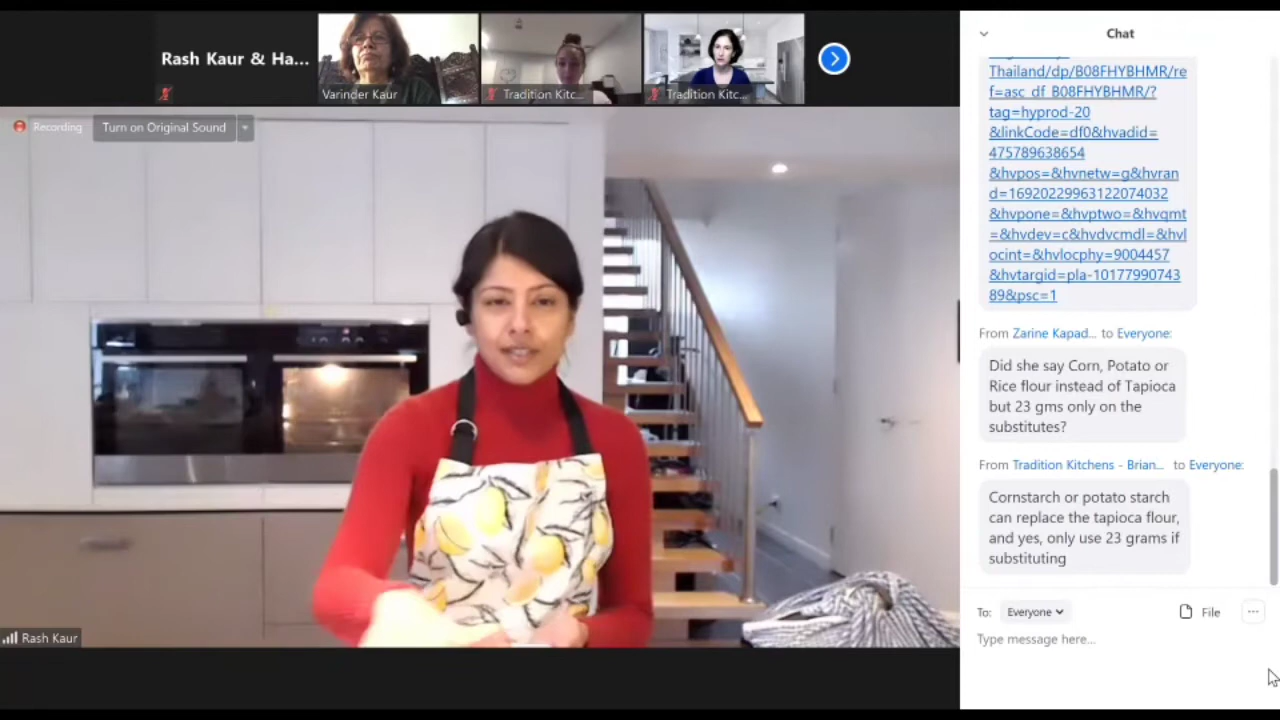 Rash Kaur & Ha...
Varinder Kaur
Tradition Kitc...
Tradition Kitc...
Recording
Turn on Original Sound
Rash Kaur
Chat
Thailand/dp/B08FHYBHMR/re
f=asc_df_B08FHYBHMR/?
tag=hyprod-20
&linkCode=df0&hvadid=
475789638654
&hvpos=&hvnetw=g&hvran
d=16920229963122074032
&hvpone=&hvptwo=&hvqmt
=&hvdev=c&hvdvcmdl=&hvl
ocint=&hvlocphy=9004457
&hvtargid=pla-10177990743
89&psc=1
From Zarine Kapad... to Everyone:
Did she say Corn, Potato or
Rice flour instead of Tapioca
but 23 gms only on the
substitutes?
From Tradition Kitchens - Brian... to Everyone:
Cornstarch or potato starch
can replace the tapioca flour,
and yes, only use 23 grams if
substituting
To: Everyone File
Type message here...